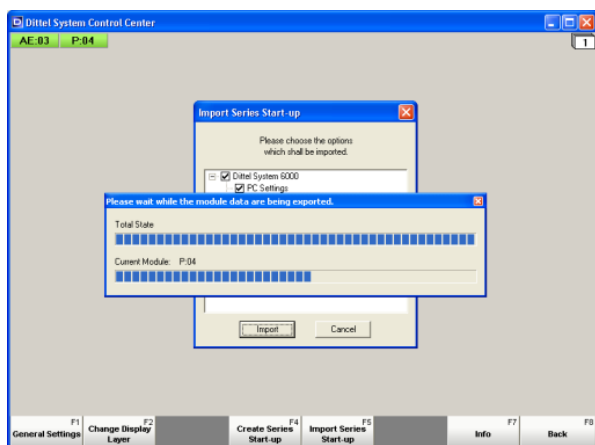 Dittel System Control Center
AE:03 P:04
1
Import Series Start-up
Please choose the options
which shall be imported.
Dittel System 6000
PC Settings
Please wait while the module data are being exported.
Total State
Current Module: P:04
Import Cancel
F1 F2 F4 F5 F7 F8
General Settings Change Display Layer Create Series Start-up Import Series Start-up Info Back